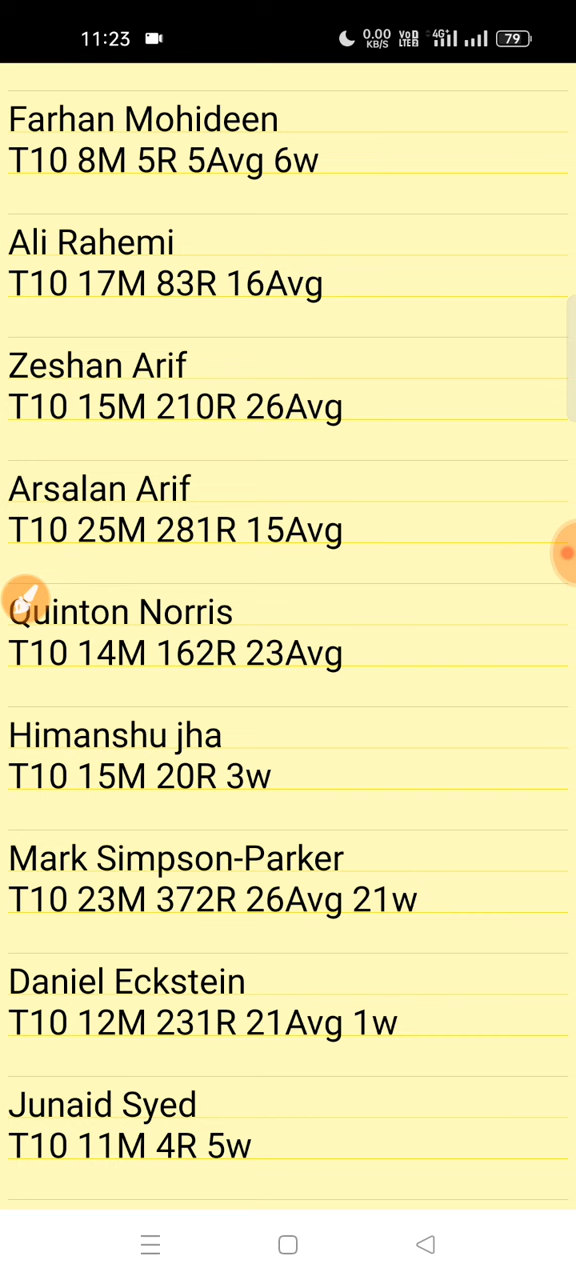 11:23 0.00 KB/S VoD LTE2 4G+ 79
Farhan Mohideen
T10 8M 5R 5Avg 6w
Ali Rahemi
T10 17M 83R 16Avg
Zeshan Arif
T10 15M 210R 26Avg
Arsalan Arif
T10 25M 281R 15Avg
Quinton Norris
T10 14M 162R 23Avg
Himanshu jha
T10 15M 20R 3w
Mark Simpson-Parker
T10 23M 372R 26Avg 21w
Daniel Eckstein
T10 12M 231R 21Avg 1w
Junaid Syed
T10 11M 4R 5w